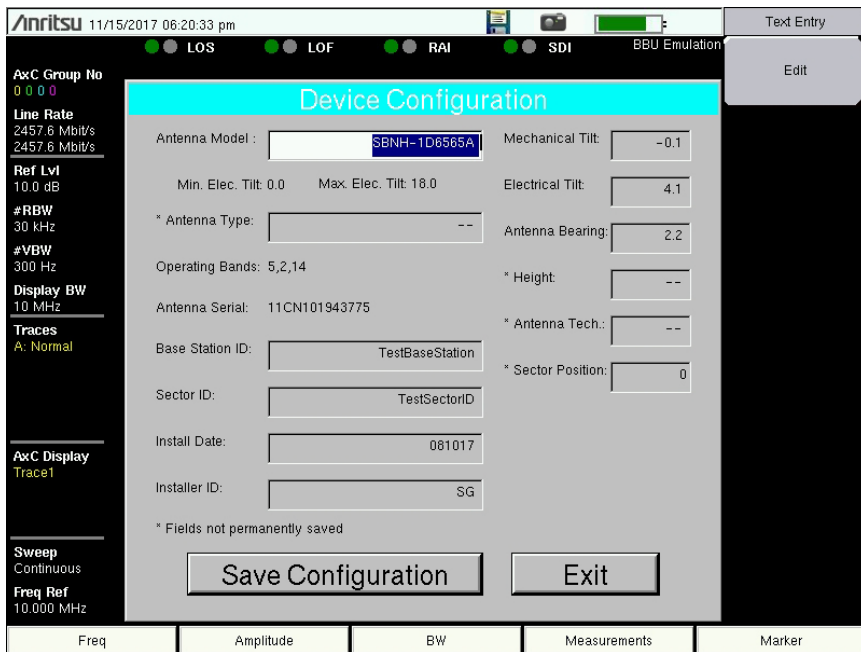 /inritsu 11/15/2017 06:20:33 pm
Text Entry
LOS LOF RAI SDI BBU Emulation
Edit
AxC Group No
0 0 0 0
Line Rate
2457.6 Mbit/s
2457.6 Mbit/s
Ref Lvl
10.0 dB
#RBW
30 kHz
#VBW
300 Hz
Display BW
10 MHz
Traces
A: Normal
AxC Display
Trace1
Sweep
Continuous
Freq Ref
10.000 MHz
Device Configuration
Antenna Model : SBNH-1D6565A
Min. Elec. Tilt: 0.0 Max. Elec. Tilt: 18.0
* Antenna Type: --
Operating Bands: 5,2,14
Antenna Serial: 11CN101943775
Base Station ID: TestBaseStation
Sector ID: TestSectorID
Install Date: 081017
Installer ID: SG
* Fields not permanently saved
Mechanical Tilt: -0.1
Electrical Tilt: 4.1
Antenna Bearing: 2.2
* Height: --
* Antenna Tech.: --
* Sector Position: 0
Save Configuration Exit
Freq Amplitude BW Measurements Marker